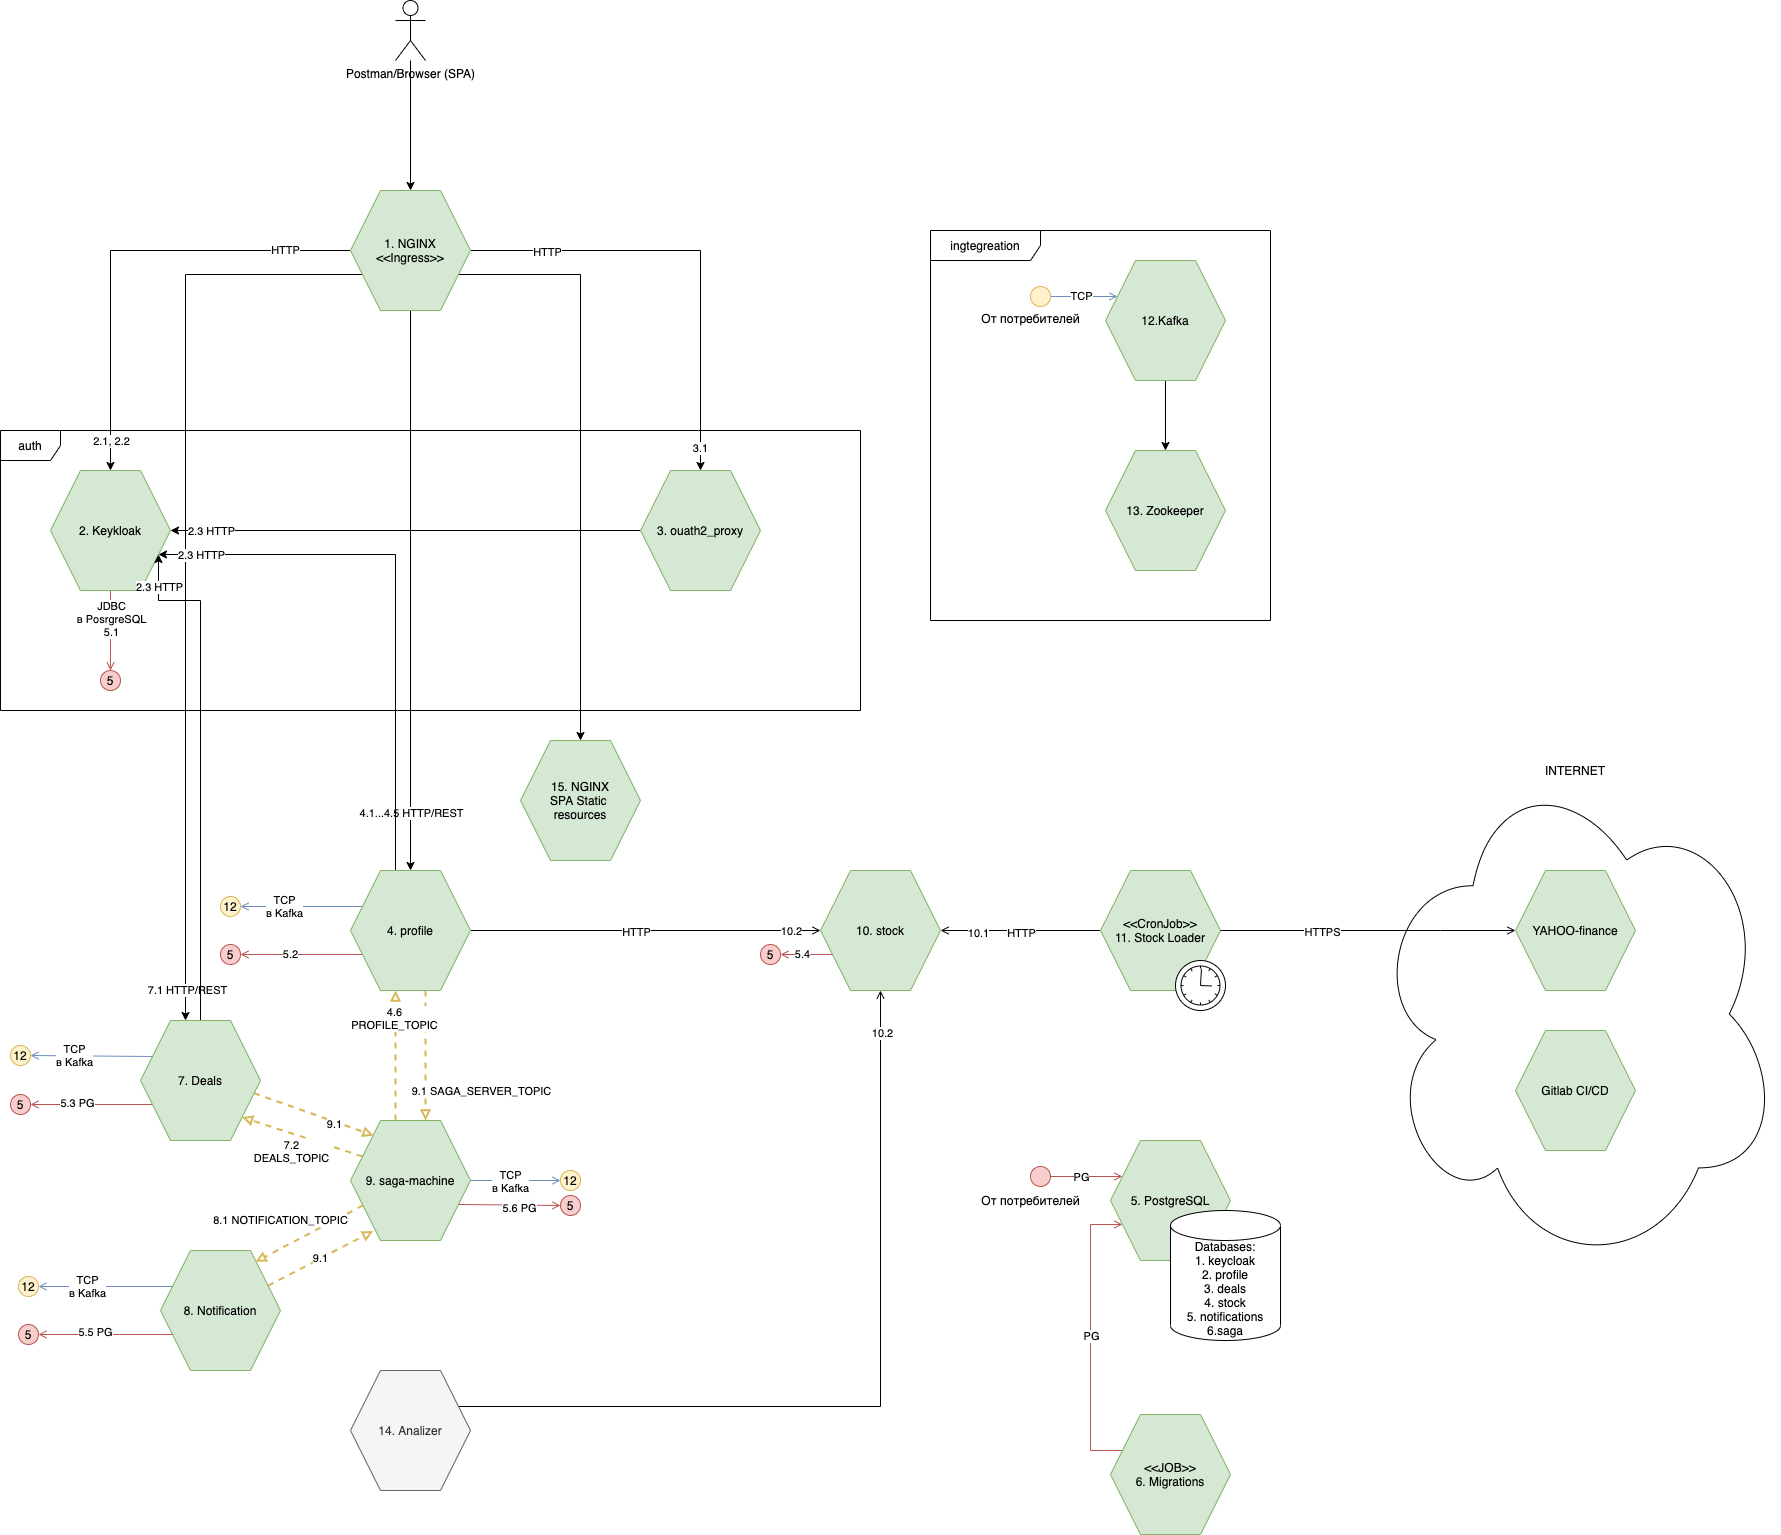 Postman/Browser (SPA)
1. NGINX
<<Ingress>>
HTTP
HTTP
ingtegreation
TCP
От потребителей
12.Kafka
13. Zookeeper
auth
2.1, 2.2
3.1
2. Keykloak
2.3 HTTP
3. ouath2_proxy
2.3 HTTP
2.3 HTTP
JDBC
в PosrgreSQL
5.1
5
15. NGINX
SPA Static
resources
4.1...4.5 HTTP/REST
INTERNET
12
TCP
в Kafka
4. profile
5
5.2
HTTP
10.2
10. stock
5
5.4
10.1
HTTP
<<CronJob>>
11. Stock Loader
HTTPS
YAHOO-finance
7.1 HTTP/REST
4.6
PROFILE_TOPIC
10.2
12
TCP
в Kafka
7. Deals
5
5.3 PG
9.1 SAGA_SERVER_TOPIC
Gitlab CI/CD
9.1
7.2
DEALS_TOPIC
9. saga-machine
TCP
в Kafka
12
5.6 PG
5
PG
От потребителей
5. PostgreSQL
Databases:
1. keycloak
2. profile
3. deals
4. stock
5. notifications
6.saga
8.1 NOTIFICATION_TOPIC
9.1
12
TCP
в Kafka
8. Notification
5
5.5 PG
PG
14. Analizer
<<JOB>>
6. Migrations